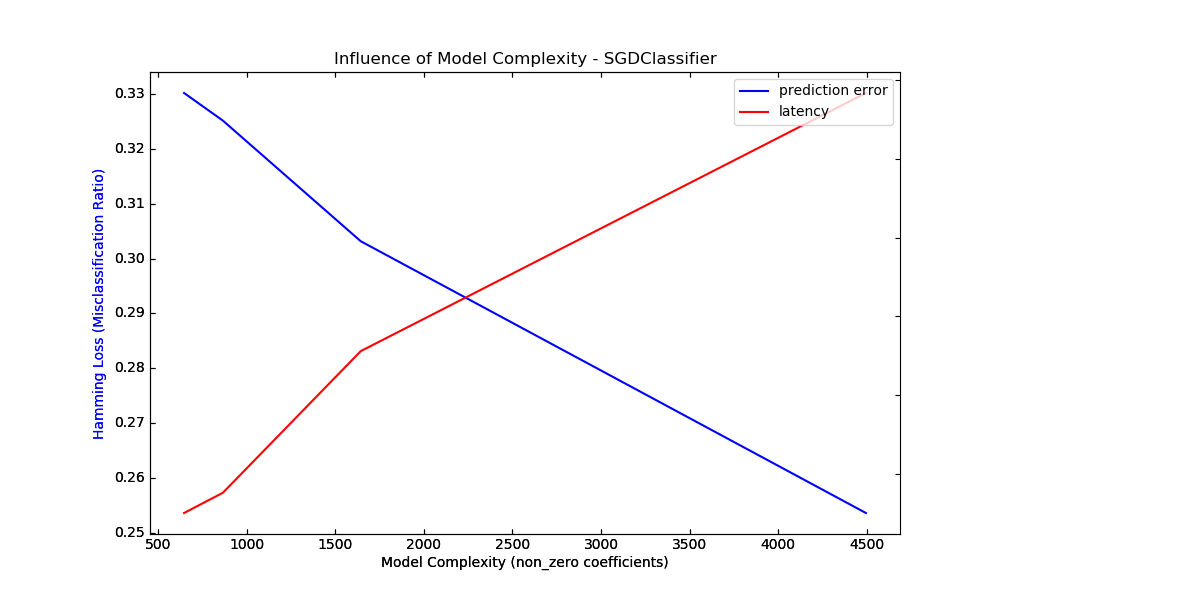 Influence of Model Complexity - SGDClassifier
prediction error
latency
Hamming Loss (Misclassification Ratio)
0.33
0.32
0.31
0.30
0.29
0.28
0.27
0.26
0.25
500 1000 1500 2000 2500 3000 3500 4000 4500
Model Complexity (non_zero coefficients)